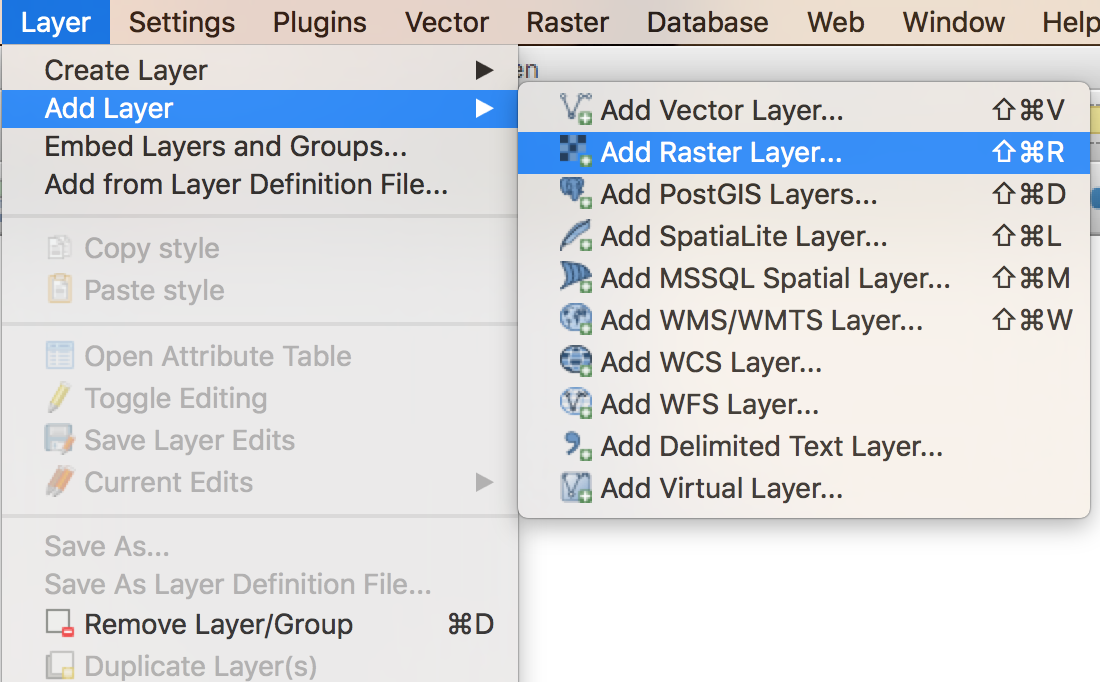 Layer Settings Plugins Vector Raster Database Web Window Help
Create Layer
en
Add Layer
Embed Layers and Groups...
Add from Layer Definition File...
Copy style
Paste style
Open Attribute Table
Toggle Editing
Save Layer Edits
Current Edits
Save As...
Save As Layer Definition File...
Remove Layer/Group ⌘D
Duplicate Layer(s)
Add Vector Layer... ⇧⌘V
Add Raster Layer... ⇧⌘R
Add PostGIS Layers... ⇧⌘D
Add SpatiaLite Layer... ⇧⌘L
Add MSSQL Spatial Layer... ⇧⌘M
Add WMS/WMTS Layer... ⇧⌘W
Add WCS Layer...
Add WFS Layer...
Add Delimited Text Layer...
Add Virtual Layer...